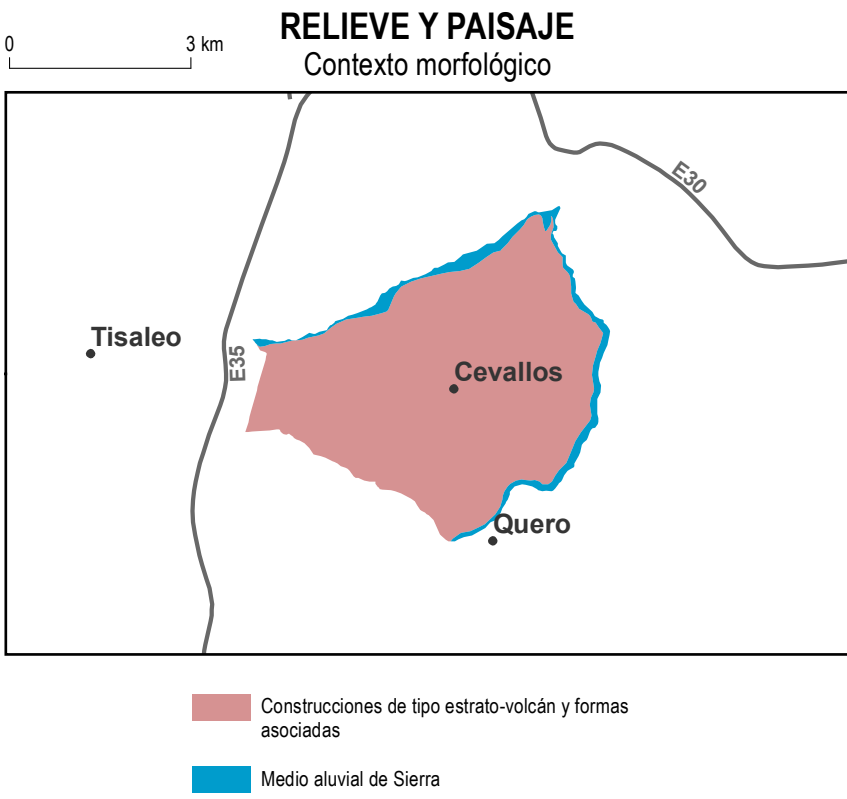 RELIEVE Y PAISAJE
0 3 km
Contexto morfológico
E30
Tisaleo
E35
Cevallos
Quero
Construcciones de tipo estrato-volcán y formas
asociadas
Medio aluvial de Sierra